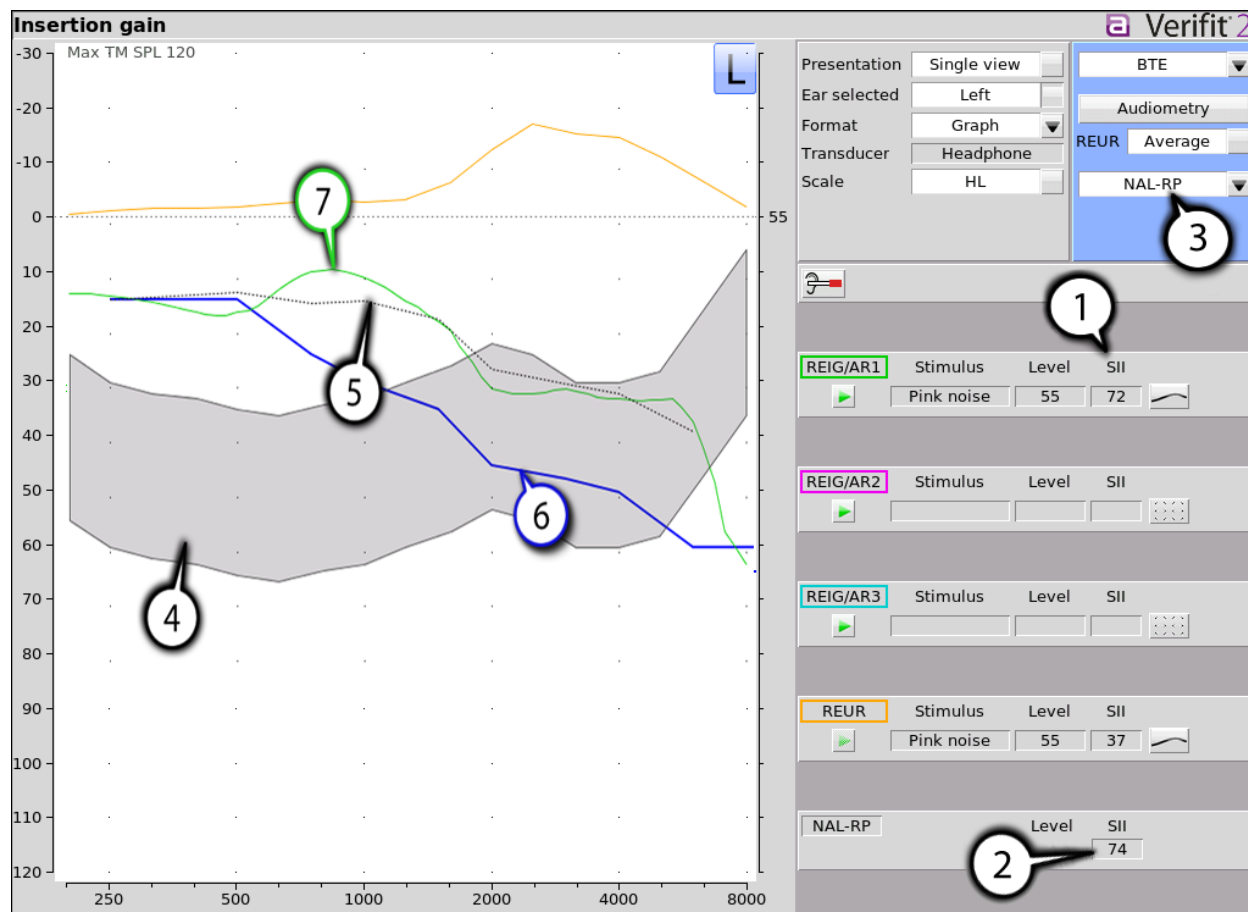 Insertion gain
a Verifit 2
Max TM SPL 120
L
-30
-20
-10
0
10
20
30
40
50
60
70
80
90
100
110
120
55
250 500 1000 2000 4000 8000
7
5
6
4
Presentation Single view
Ear selected Left
Format Graph
Transducer Headphone
Scale HL
BTE
Audiometry
REUR Average
NAL-RP
3
1
REIG/AR1 Stimulus Level SII
Pink noise 55 72
REIG/AR2 Stimulus Level SII
REIG/AR3 Stimulus Level SII
REUR Stimulus Level SII
Pink noise 55 37
NAL-RP Level SII
74
2